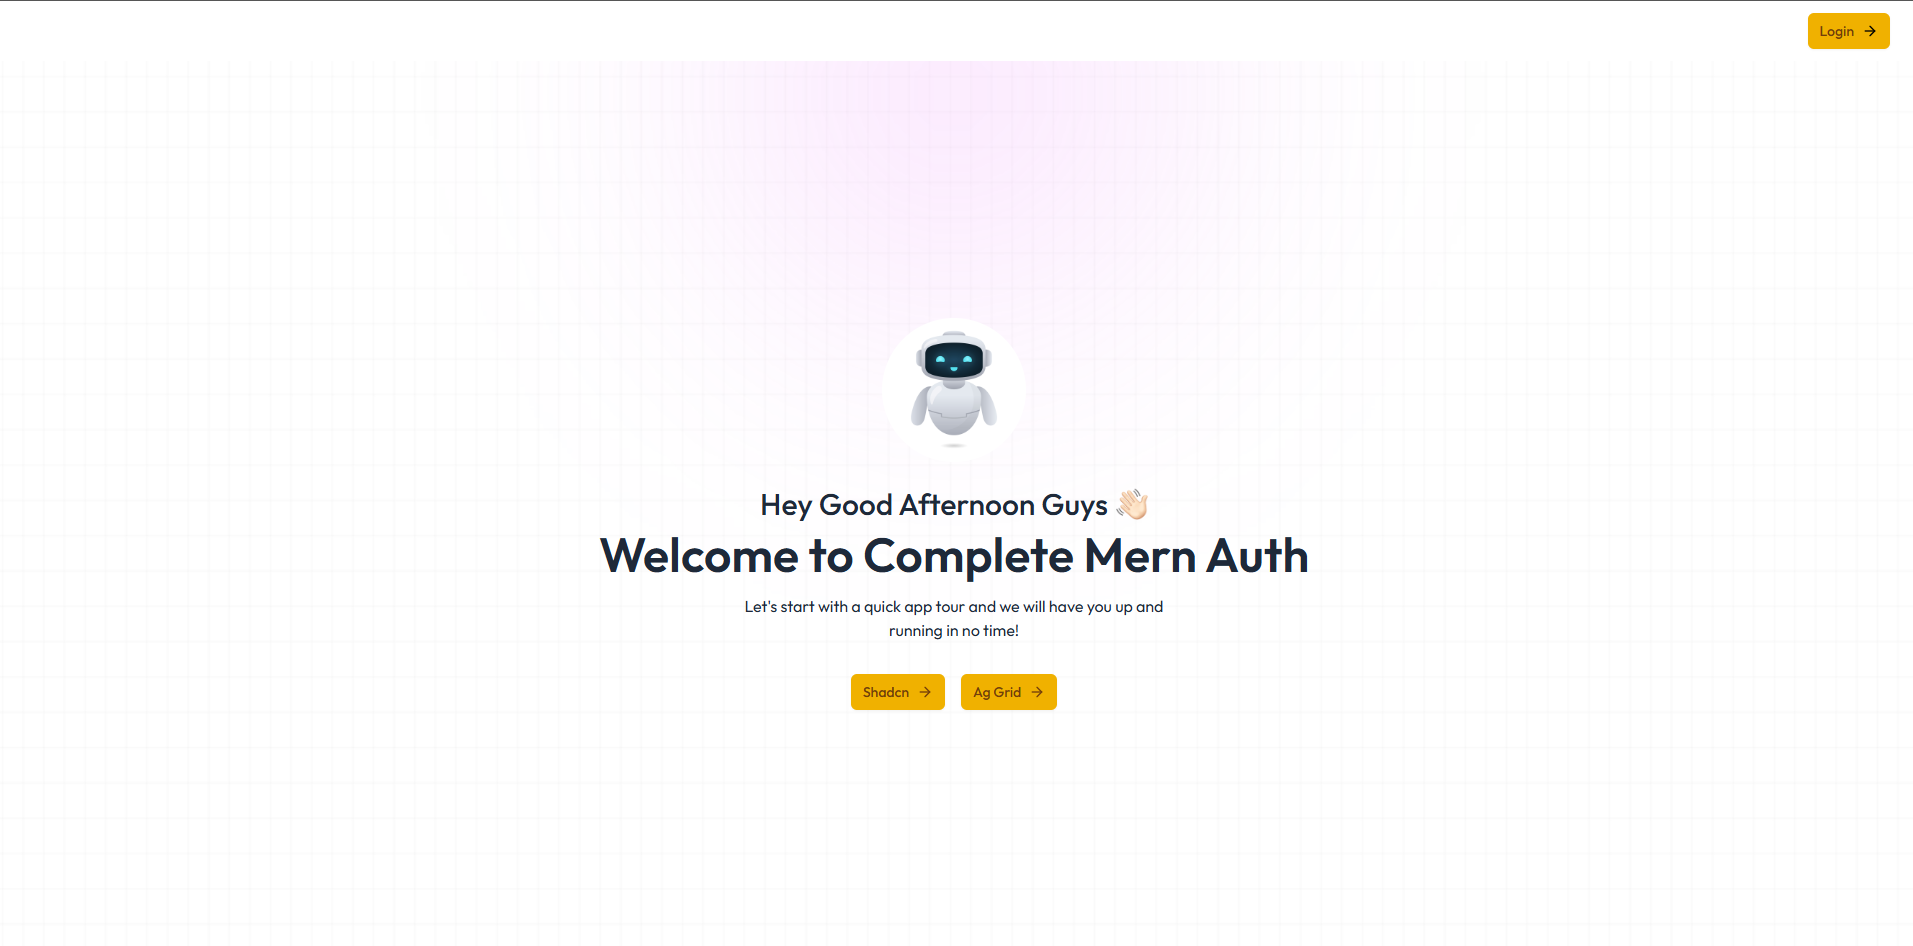 Login
Hey Good Afternoon Guys 👋🏻
Welcome to Complete Mern Auth
Let's start with a quick app tour and we will have you up and
running in no time!
Shadcn
Ag Grid